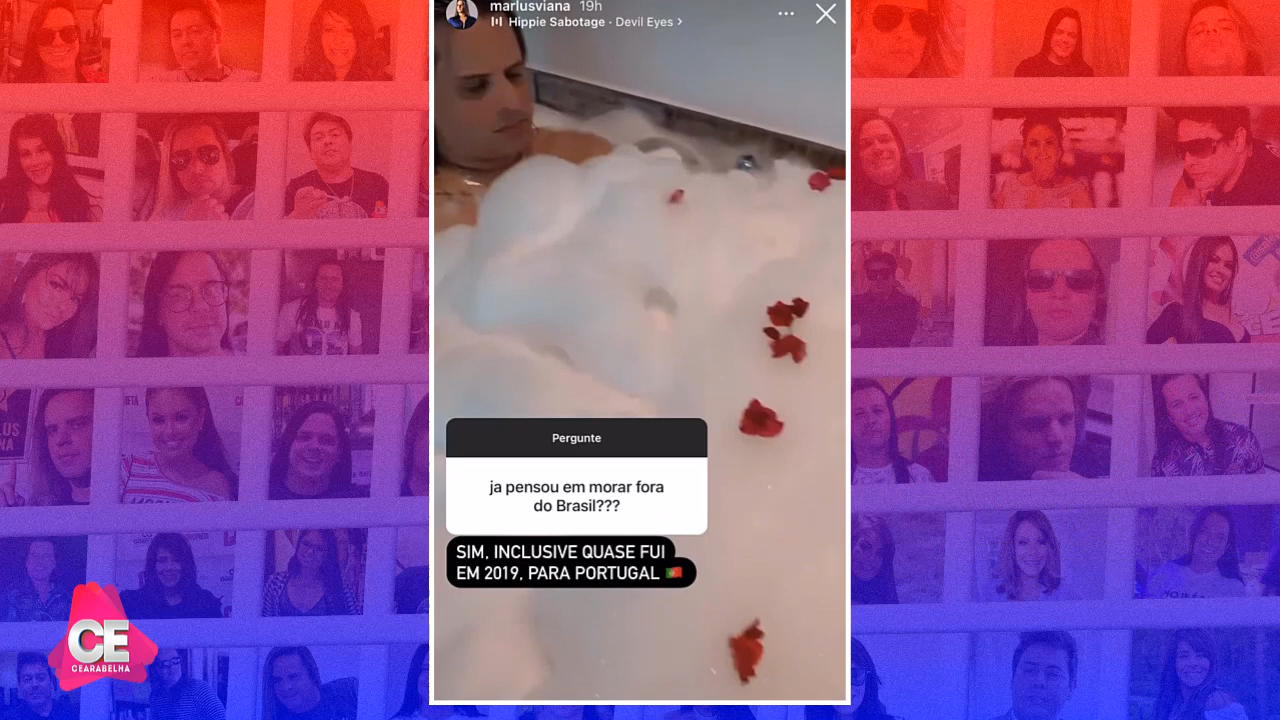 marlusviana 19h
Hippie Sabotage · Devil Eyes >
Pergunte
ja pensou em morar fora
do Brasil???
SIM, INCLUSIVE QUASE FUI
EM 2019, PARA PORTUGAL 🇵🇹
CE
CEARABELHA